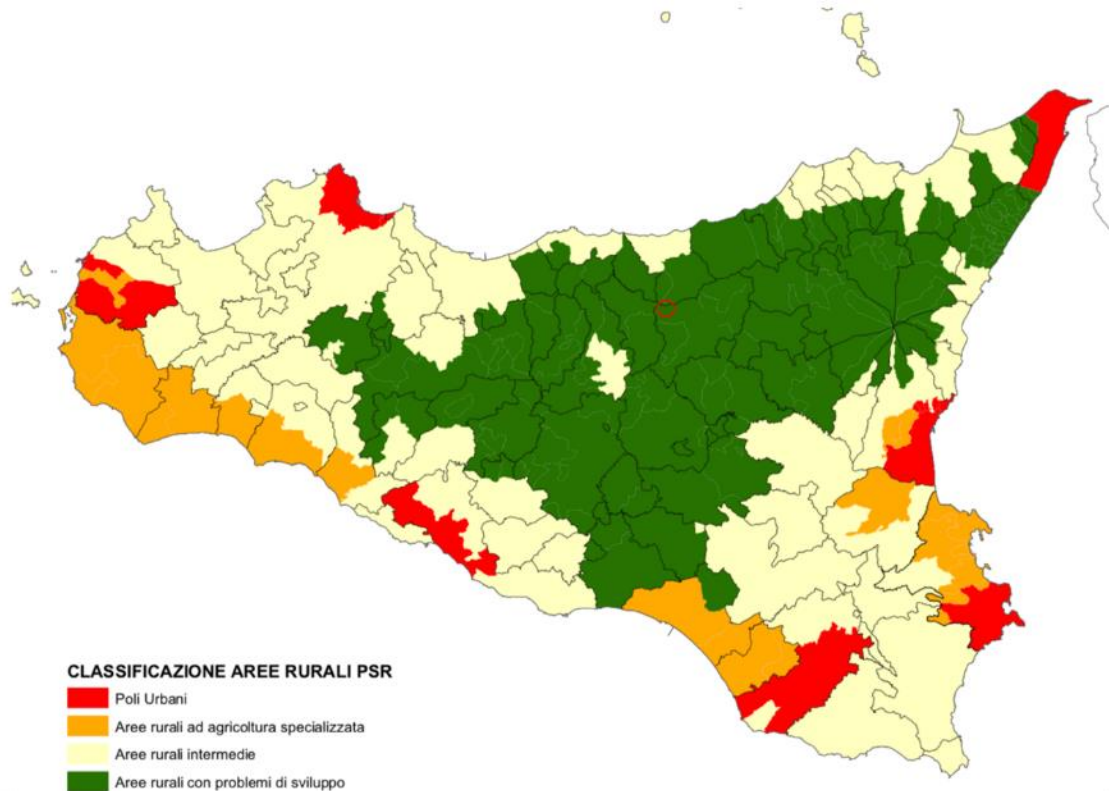 CLASSIFICAZIONE AREE RURALI PSR
Poli Urbani
Aree rurali ad agricoltura specializzata
Aree rurali intermedie
Aree rurali con problemi di sviluppo